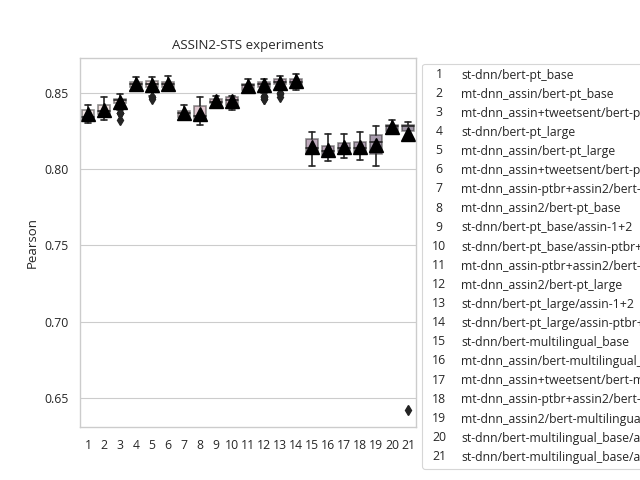 ASSIN2-STS experiments
Pearson
0.85
0.80
0.75
0.70
0.65
1 2 3 4 5 6 7 8 9 10 11 12 13 14 15 16 17 18 19 20 21
1 st-dnn/bert-pt_base
2 mt-dnn_assin/bert-pt_base
3 mt-dnn_assin+tweetsent/bert-p
4 st-dnn/bert-pt_large
5 mt-dnn_assin/bert-pt_large
6 mt-dnn_assin+tweetsent/bert-p
7 mt-dnn_assin-ptbr+assin2/bert-
8 mt-dnn_assin2/bert-pt_base
9 st-dnn/bert-pt_base/assin-1+2
10 st-dnn/bert-pt_base/assin-ptbr+
11 mt-dnn_assin-ptbr+assin2/bert-
12 mt-dnn_assin2/bert-pt_large
13 st-dnn/bert-pt_large/assin-1+2
14 st-dnn/bert-pt_large/assin-ptbr+
15 st-dnn/bert-multilingual_base
16 mt-dnn_assin/bert-multilingual_
17 mt-dnn_assin+tweetsent/bert-m
18 mt-dnn_assin-ptbr+assin2/bert-
19 mt-dnn_assin2/bert-multilingua
20 st-dnn/bert-multilingual_base/a
21 st-dnn/bert-multilingual_base/a